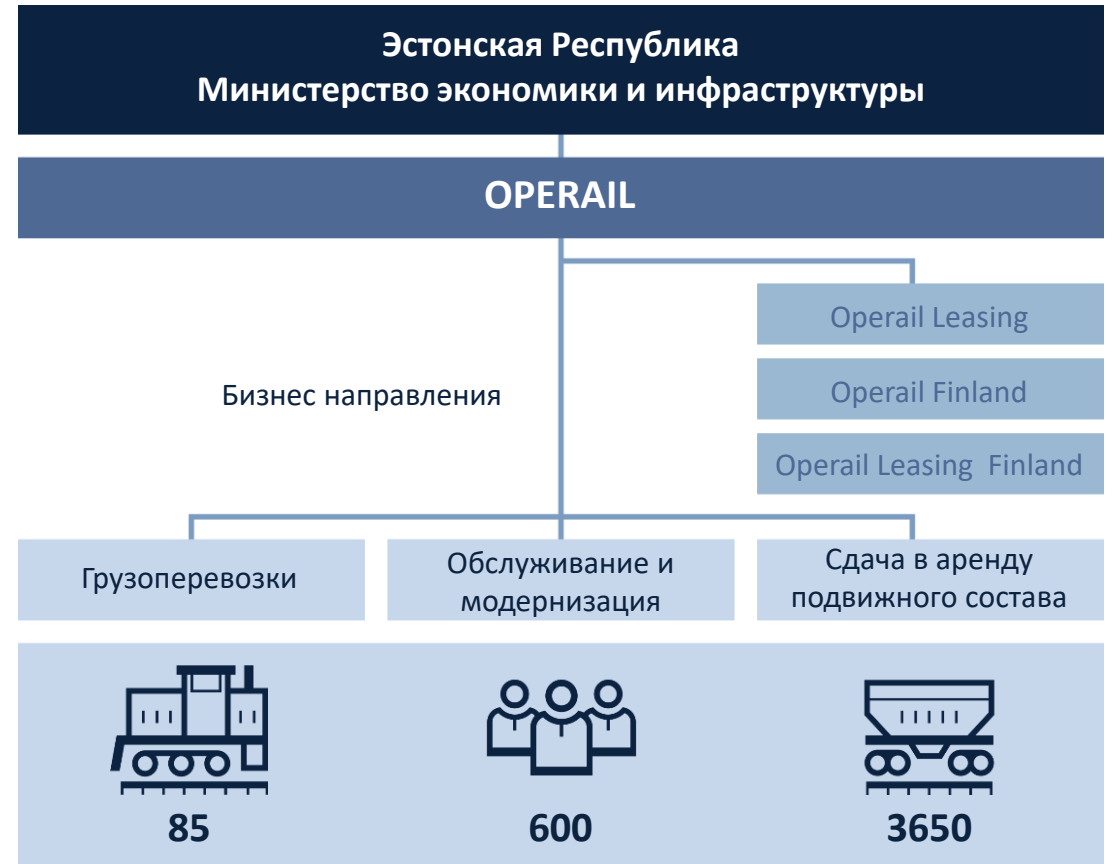 Эстонская Республика
Министерство экономики и инфраструктуры
OPERAIL
Operail Leasing
Бизнес направления
Operail Finland
Operail Leasing Finland
Грузоперевозки
Обслуживание и
модернизация
Сдача в аренду
подвижного состава
85
600
3650